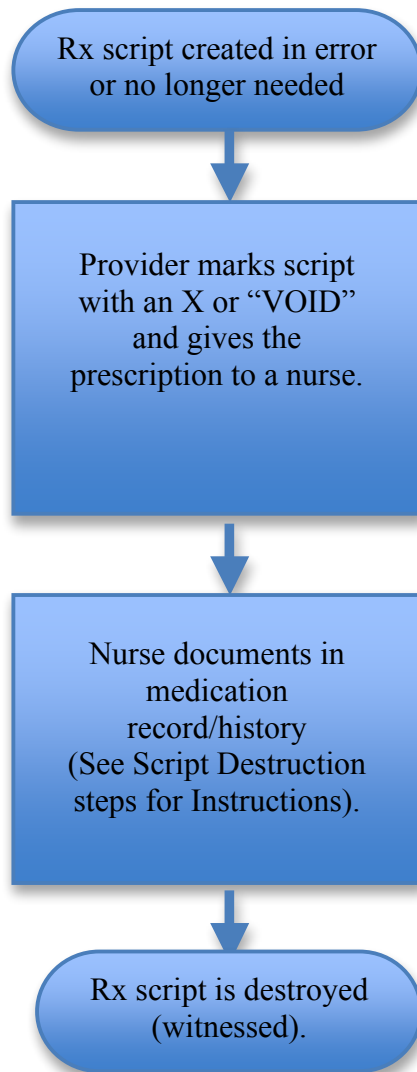 Rx script created in error
or no longer needed
Provider marks script
with an X or “VOID”
and gives the
prescription to a nurse.
Nurse documents in
medication
record/history
(See Script Destruction
steps for Instructions).
Rx script is destroyed
(witnessed).